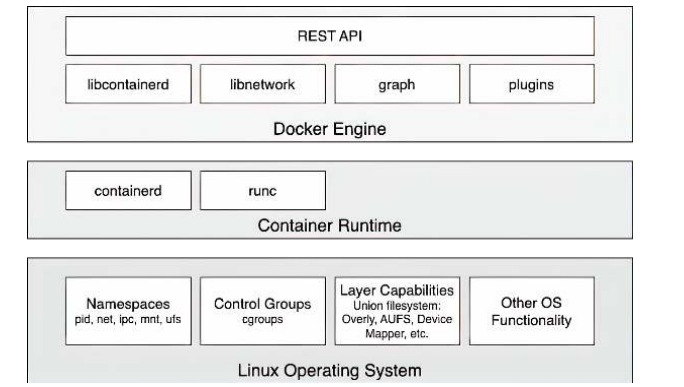 REST API
libcontainerd
libnetwork
graph
plugins
Docker Engine
containerd
runc
Container Runtime
Namespaces
pid, net, ipc, mnt, ufs
Control Groups
cgroups
Layer Capabilities
Union filesystem:
Overly, AUFS, Device
Mapper, etc.
Other OS
Functionality
Linux Operating System